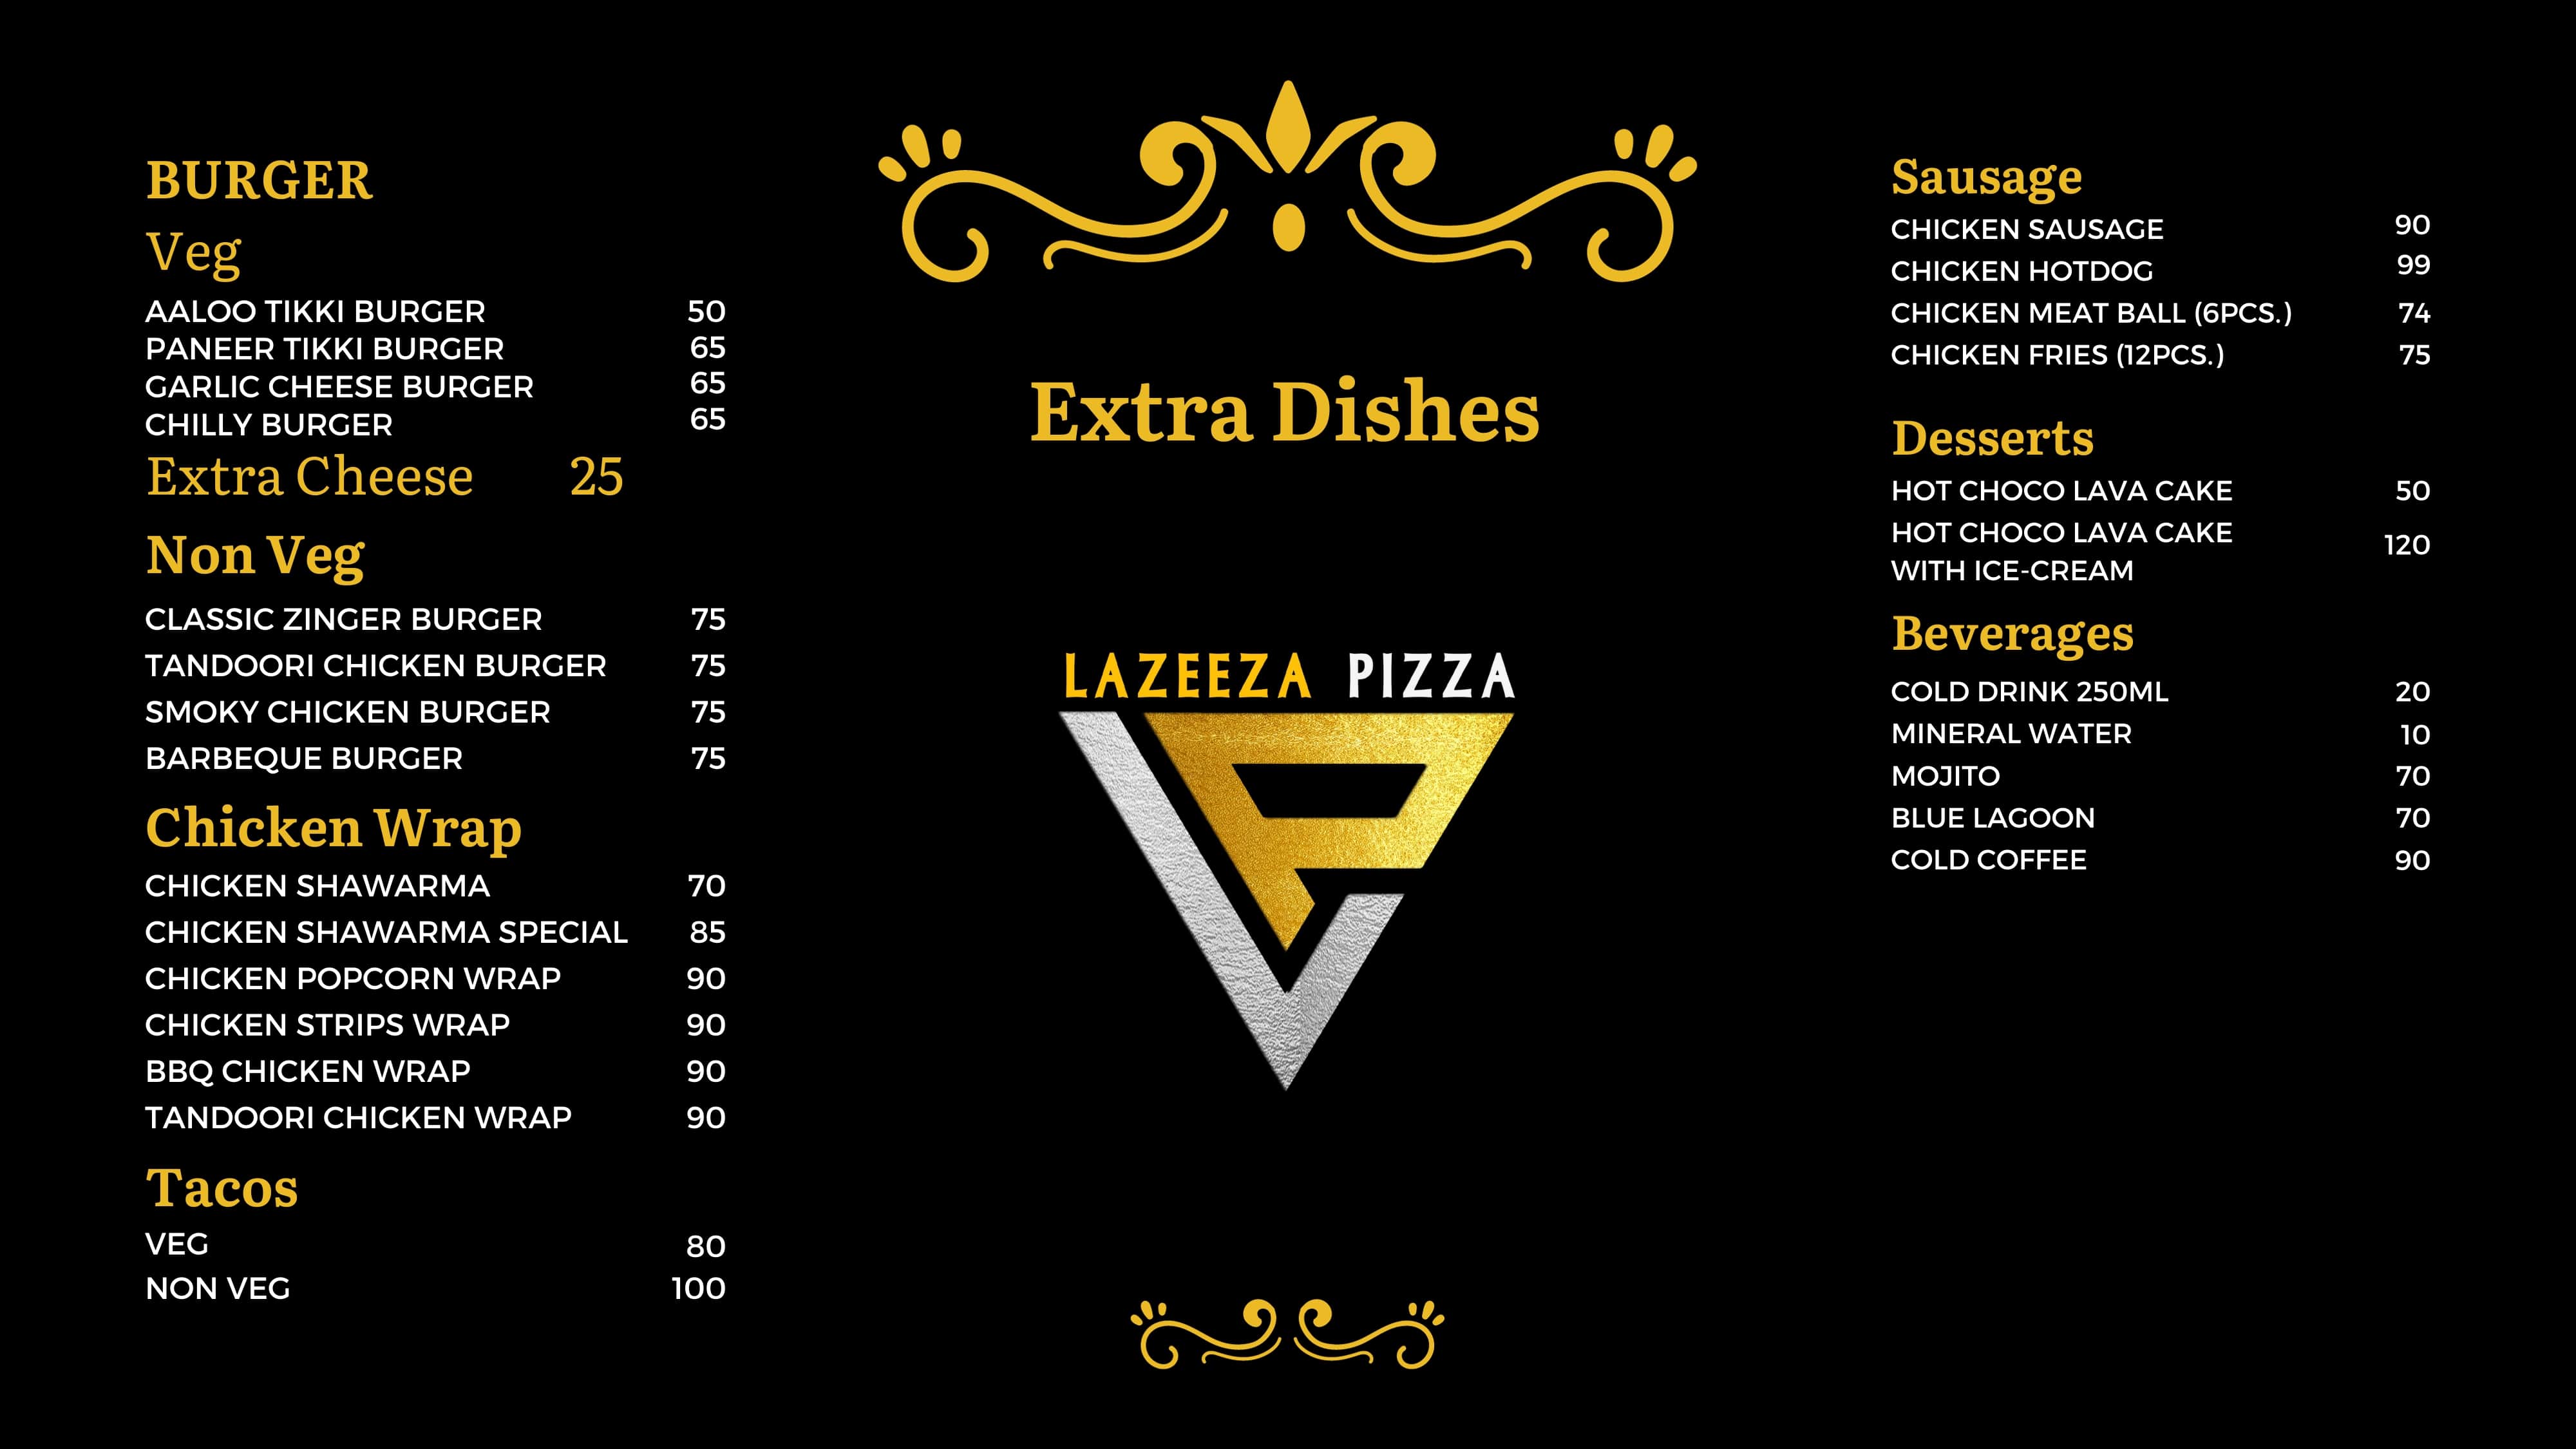 BURGER
Veg
AALOO TIKKI BURGER 50
PANEER TIKKI BURGER 65
GARLIC CHEESE BURGER 65
CHILLY BURGER 65
Extra Cheese 25
Non Veg
CLASSIC ZINGER BURGER 75
TANDOORI CHICKEN BURGER 75
SMOKY CHICKEN BURGER 75
BARBEQUE BURGER 75
Chicken Wrap
CHICKEN SHAWARMA 70
CHICKEN SHAWARMA SPECIAL 85
CHICKEN POPCORN WRAP 90
CHICKEN STRIPS WRAP 90
BBQ CHICKEN WRAP 90
TANDOORI CHICKEN WRAP 90
Tacos
VEG 80
NON VEG 100
Extra Dishes
LAZEEZA PIZZA
Sausage
CHICKEN SAUSAGE 90
CHICKEN HOTDOG 99
CHICKEN MEAT BALL (6PCS.) 74
CHICKEN FRIES (12PCS.) 75
Desserts
HOT CHOCO LAVA CAKE 50
HOT CHOCO LAVA CAKE 120
WITH ICE-CREAM
Beverages
COLD DRINK 250ML 20
MINERAL WATER 10
MOJITO 70
BLUE LAGOON 70
COLD COFFEE 90